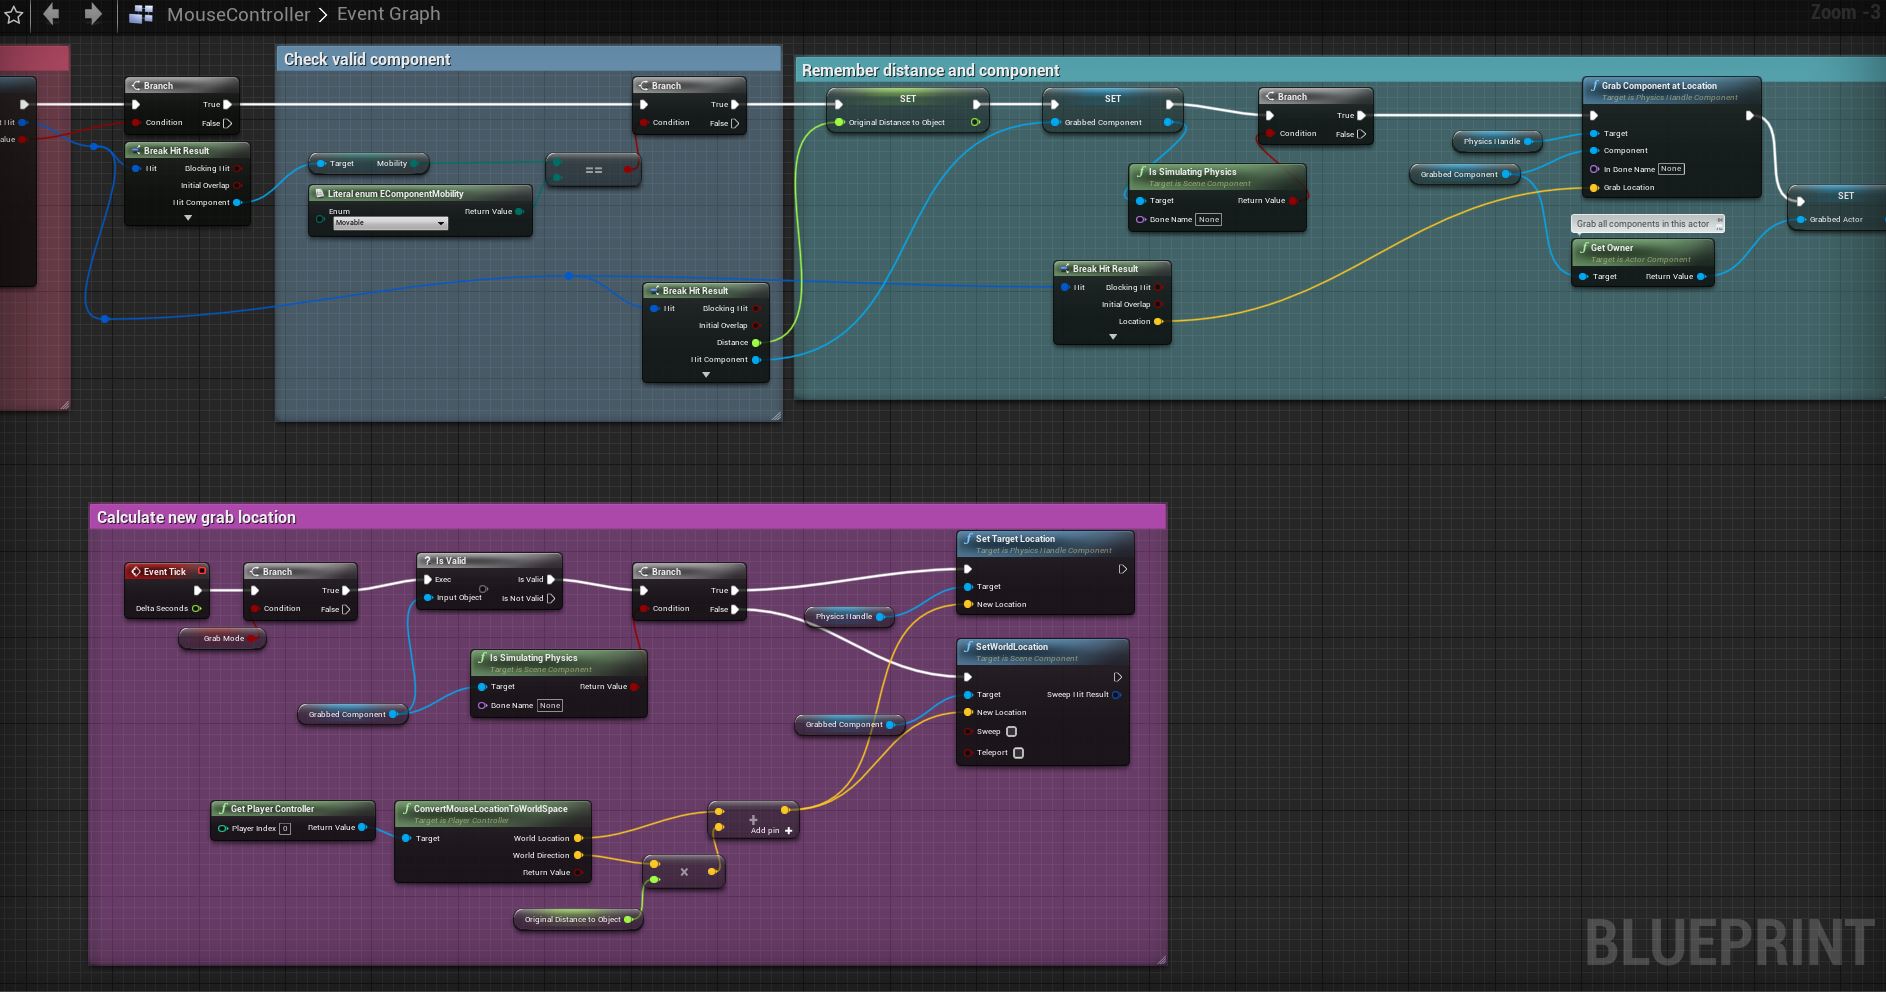 MouseController > Event Graph
Zoom -3
Check valid component
Remember distance and component
Branch
True
Condition
False
Hit
Break Hit Result
Hit
Blocking Hit
Initial Overlap
Hit Component
Target
Mobility
Literal enum EComponentMobility
Enum
Movable
Return Value
==
Branch
True
Condition
False
Break Hit Result
Hit
Blocking Hit
Initial Overlap
Distance
Hit Component
SET
Original Distance to Object
SET
Grabbed Component
Branch
Condition
True
False
Is Simulating Physics
Target is Scene Component
Target
Return Value
Bone Name
None
Break Hit Result
Hit
Blocking Hit
Initial Overlap
Location
Physics Handle
Grabbed Component
Grab Component at Location
Target is Physics Handle Component
Target
Component
In Bone Name
None
Grab Location
Grab all components in this actor
Get Owner
Target is Actor Component
Target
Return Value
SET
Grabbed Actor
Calculate new grab location
Event Tick
Delta Seconds
Branch
True
Condition
False
Grab Mode
Is Valid
Exec
Is Valid
Input Object
Is Not Valid
Branch
True
Condition
False
Is Simulating Physics
Target is Scene Component
Target
Return Value
Bone Name
None
Grabbed Component
Physics Handle
Grabbed Component
Set Target Location
Target is Physics Handle Component
Target
New Location
SetWorldLocation
Target is Scene Component
Target
Sweep Hit Result
New Location
Sweep
Teleport
Get Player Controller
Player Index
0
Return Value
ConvertMouseLocationToWorldSpace
Target is Player Controller
Target
World Location
World Direction
Return Value
Add pin +
Original Distance to Object
BLUEPRINT